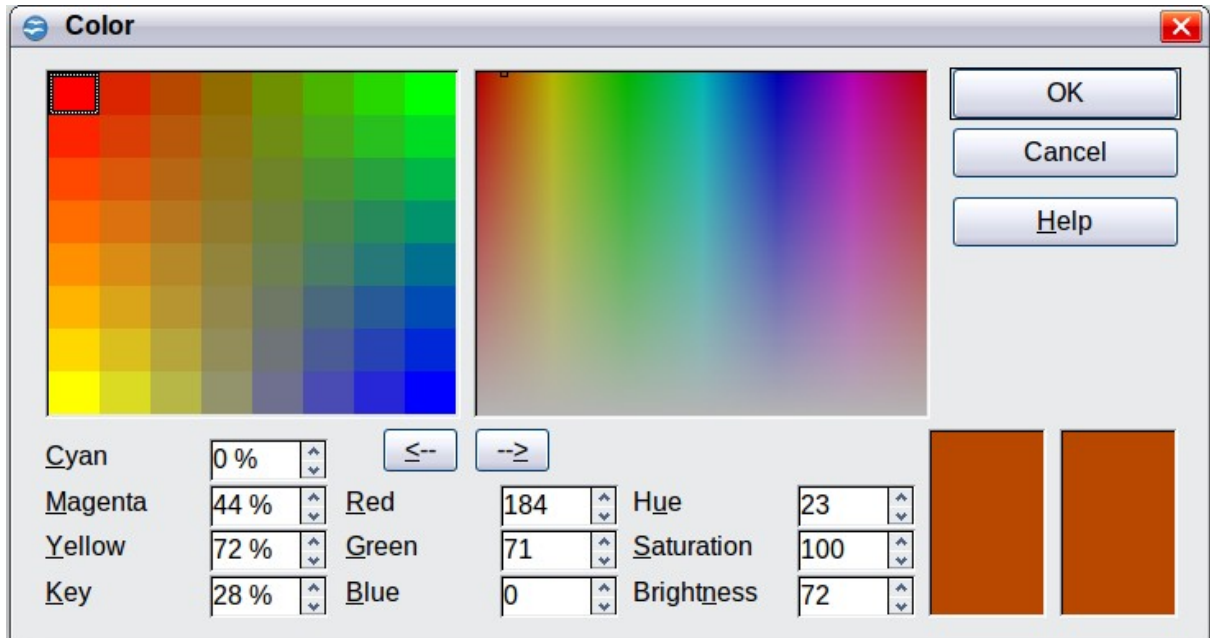 Color
OK
Cancel
Help
<-- -->
Cyan 0 %
Magenta 44 % Red 184 Hue 23
Yellow 72 % Green 71 Saturation 100
Key 28 % Blue 0 Brightness 72